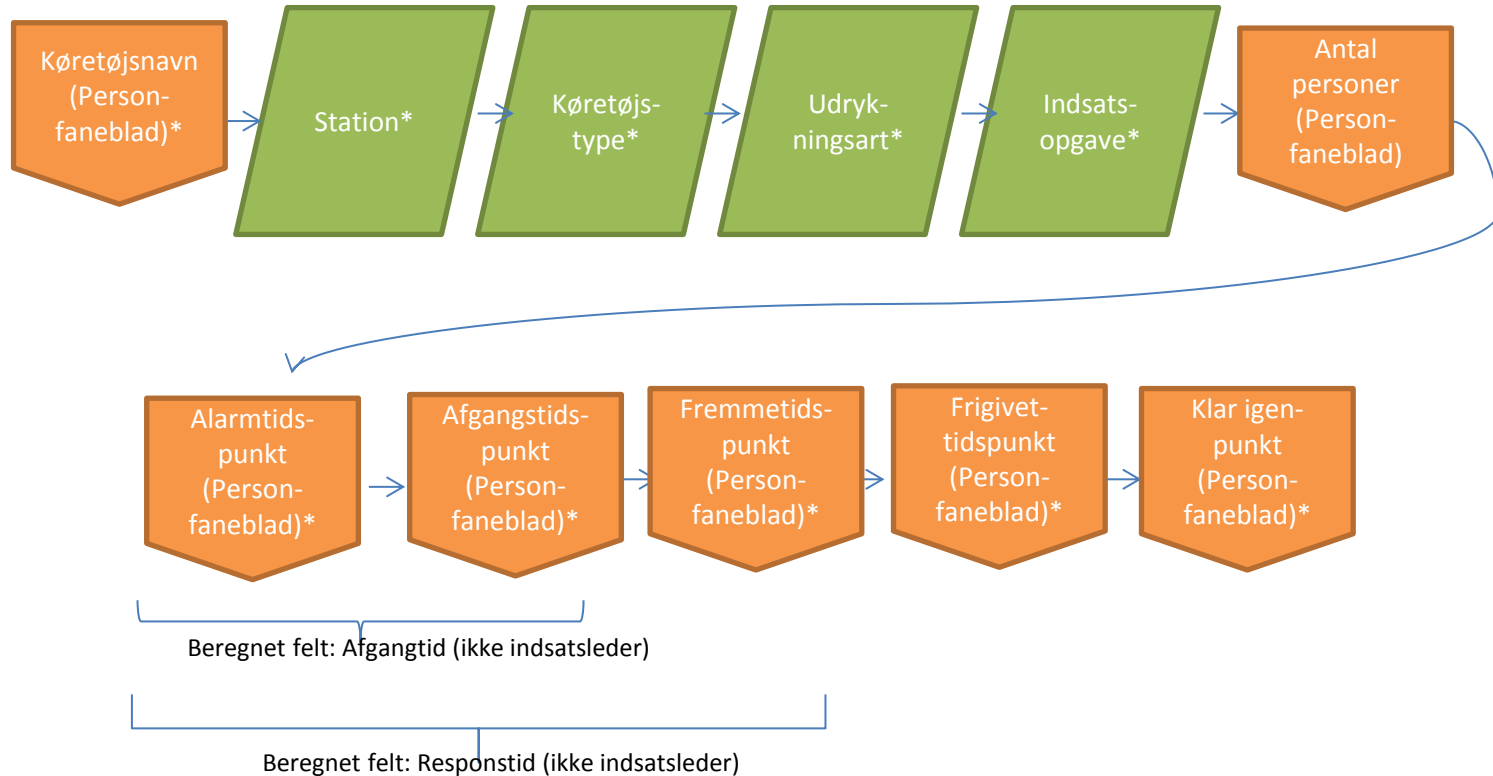 Køretøjsnavn
(Person-
faneblad)*
Station*
Køretøjs-
type*
Udryk-
ningsart*
Indsats-
opgave*
Antal
personer
(Person-
faneblad)
Alarmtids-
punkt
(Person-
faneblad)*
Afgangstids-
punkt
(Person-
faneblad)*
Fremmetids-
punkt
(Person-
faneblad)*
Frigivet-
tidspunkt
(Person-
faneblad)*
Klar igen-
punkt
(Person-
faneblad)*
Beregnet felt: Afgangtid (ikke indsatsleder)
Beregnet felt: Responstid (ikke indsatsleder)